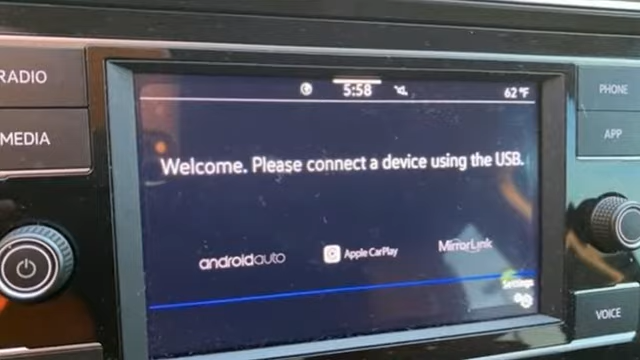 RADIO
PHONE
5:58
62 °F
MEDIA
APP
Welcome. Please connect a device using the USB.
androidauto
Apple CarPlay
MirrorLink
Settings
VOICE